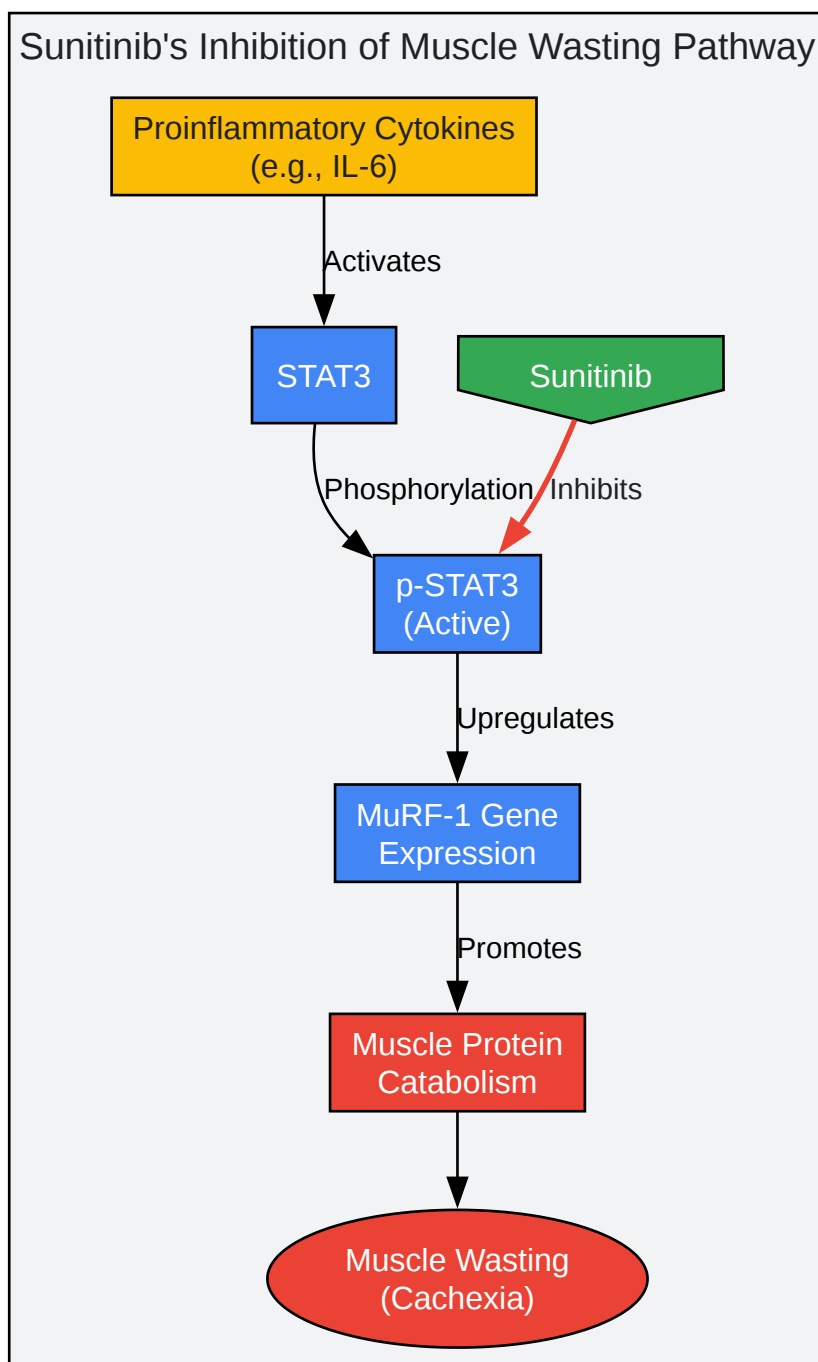 Sunitinib's Inhibition of Muscle Wasting Pathway
Proinflammatory Cytokines
(e.g., IL-6)
Activates
STAT3
Sunitinib
Phosphorylation
Inhibits
p-STAT3
(Active)
Upregulates
MuRF-1 Gene
Expression
Promotes
Muscle Protein
Catabolism
Muscle Wasting
(Cachexia)